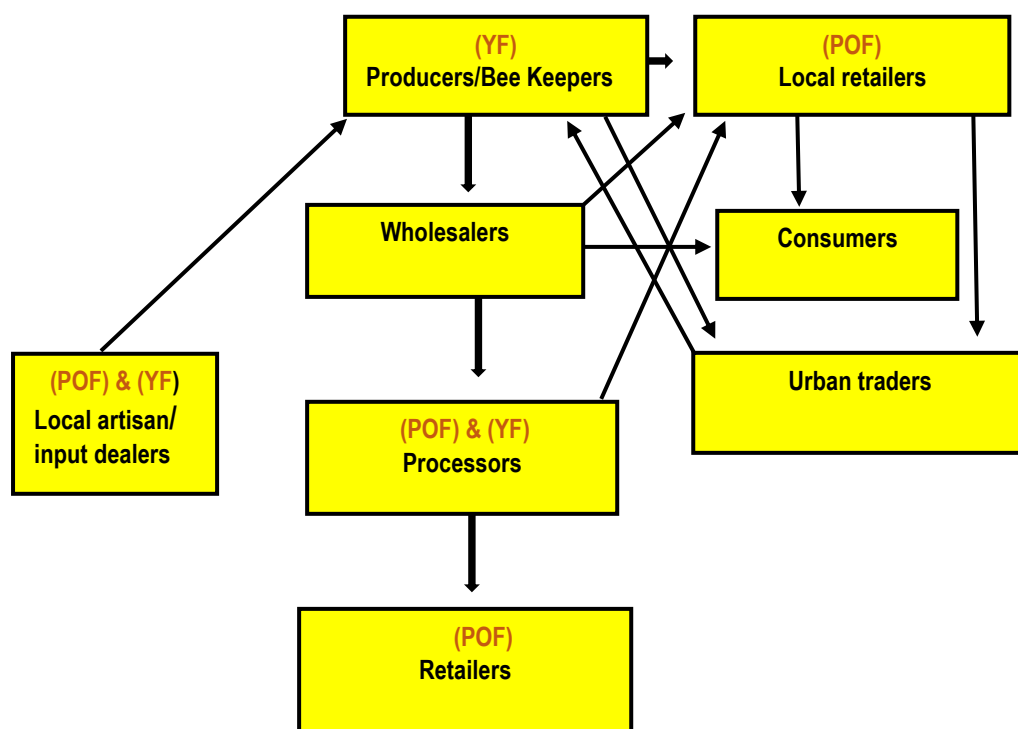 (YF)
Producers/Bee Keepers
(POF)
Local retailers
Wholesalers
Consumers
(POF) & (YF)
Local artisan/
input dealers
Urban traders
(POF) & (YF)
Processors
(POF)
Retailers